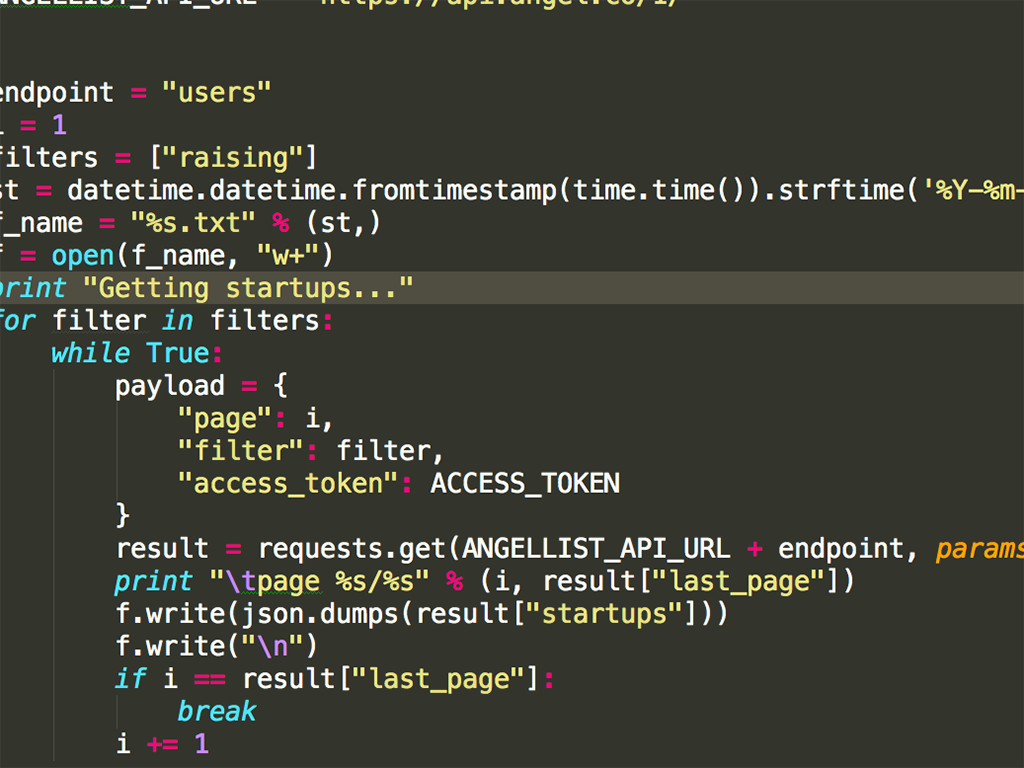 ANGELLIST_API_URL = "https://api.angel.co/1/"
endpoint = "users"
i = 1
filters = ["raising"]
st = datetime.datetime.fromtimestamp(time.time()).strftime('%Y-%m-
f_name = "%s.txt" % (st,)
f = open(f_name, "w+")
print "Getting startups..."
for filter in filters:
while True:
payload = {
"page": i,
"filter": filter,
"access_token": ACCESS_TOKEN
}
result = requests.get(ANGELLIST_API_URL + endpoint, params
print "\tpage %s/%s" % (i, result["last_page"])
f.write(json.dumps(result["startups"]))
f.write("\n")
if i == result["last_page"]:
break
i += 1